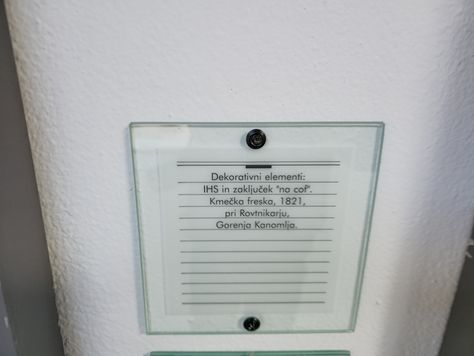 Dekorativni elementi:
IHS in zaključek "na cof".
Kmečka freska, 1821,
pri Rovtnikarju,
Gorenja Kanomlja.